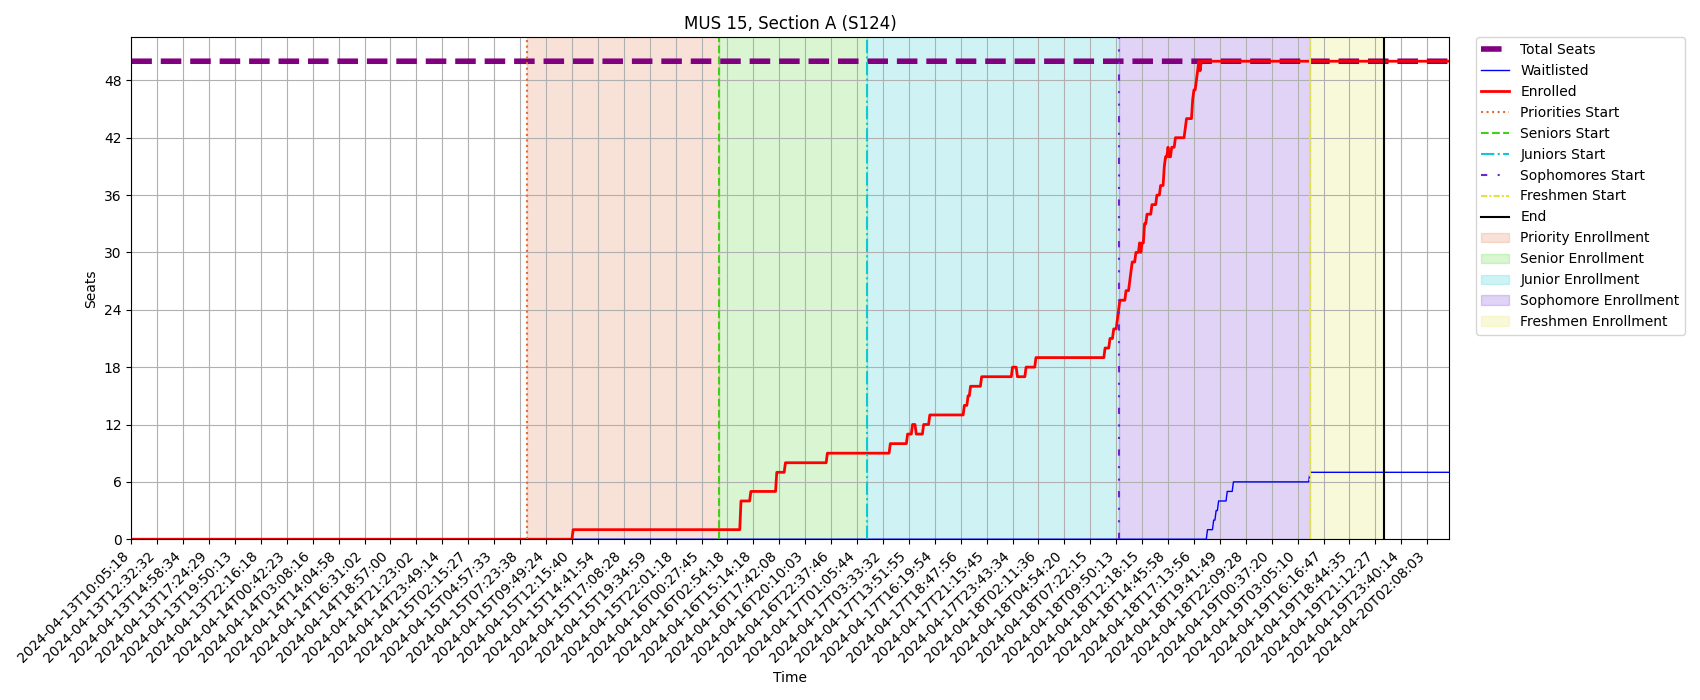 MUS 15, Section A (S124)
Seats
48
42
36
30
24
18
12
6
0
2024-04-13T10:05:18
2024-04-13T12:32:32
2024-04-13T14:58:34
2024-04-13T17:24:29
2024-04-13T19:50:13
2024-04-13T22:16:18
2024-04-14T00:42:23
2024-04-14T03:08:16
2024-04-14T14:04:58
2024-04-14T16:31:02
2024-04-14T18:57:00
2024-04-14T21:23:02
2024-04-14T23:49:14
2024-04-15T02:15:27
2024-04-15T04:57:33
2024-04-15T07:23:38
2024-04-15T09:49:24
2024-04-15T12:15:40
2024-04-15T14:41:54
2024-04-15T17:08:28
2024-04-15T19:34:59
2024-04-15T22:01:18
2024-04-16T00:27:45
2024-04-16T02:54:18
2024-04-16T15:14:18
2024-04-16T17:42:08
2024-04-16T20:10:03
2024-04-16T22:37:46
2024-04-17T01:05:44
2024-04-17T03:33:32
2024-04-17T13:51:55
2024-04-17T16:19:54
2024-04-17T18:47:56
2024-04-17T21:15:45
2024-04-17T23:43:34
2024-04-18T02:11:36
2024-04-18T04:54:20
2024-04-18T07:22:15
2024-04-18T09:50:13
2024-04-18T12:18:15
2024-04-18T14:45:58
2024-04-18T17:13:56
2024-04-18T19:41:49
2024-04-18T22:09:28
2024-04-19T00:37:20
2024-04-19T03:05:10
2024-04-19T16:16:47
2024-04-19T18:44:35
2024-04-19T21:12:27
2024-04-19T23:40:14
2024-04-20T02:08:03
Time
Total Seats
Waitlisted
Enrolled
Priorities Start
Seniors Start
Juniors Start
Sophomores Start
Freshmen Start
End
Priority Enrollment
Senior Enrollment
Junior Enrollment
Sophomore Enrollment
Freshmen Enrollment